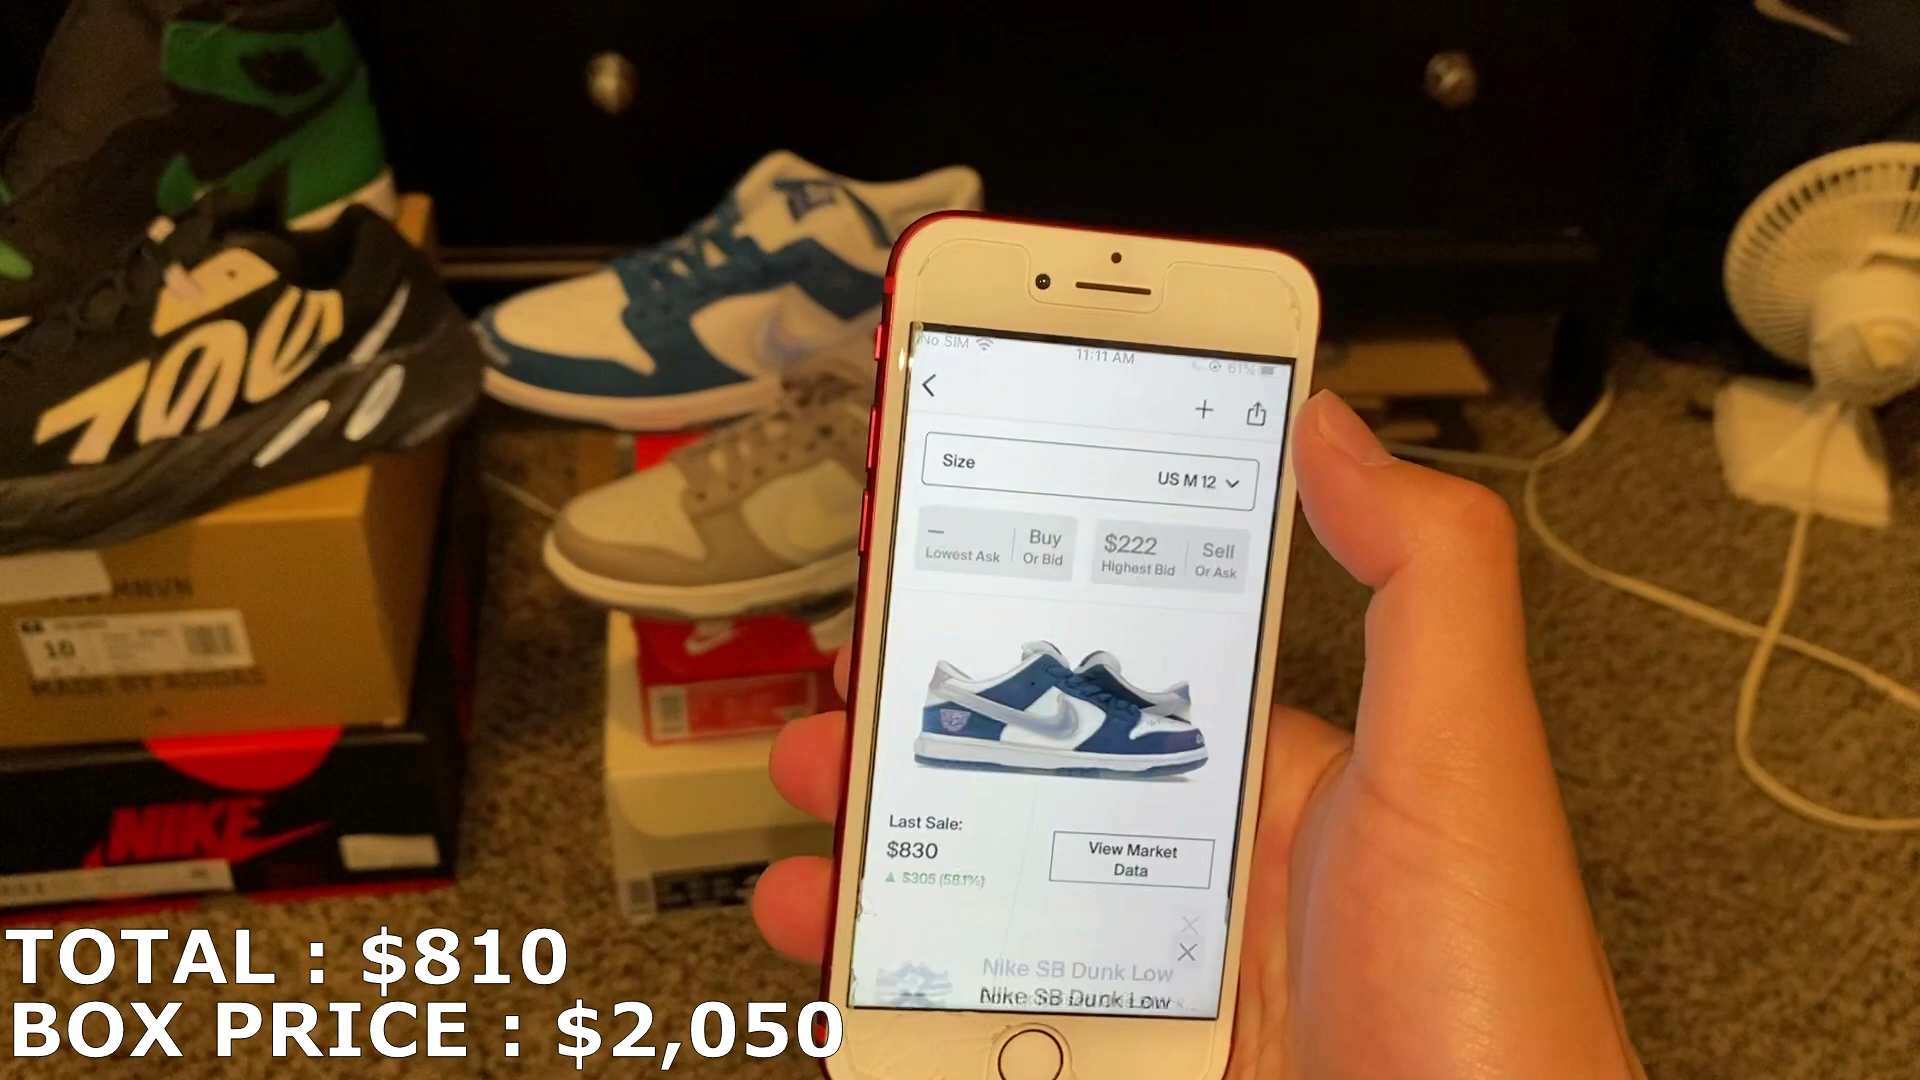 No SIM
11:11 AM
61%
Size
US M 12
—
Lowest Ask
Buy
Or Bid
$222
Highest Bid
Sell
Or Ask
Last Sale:
$830
▲ $305 (58.1%)
View Market
Data
Nike SB Dunk Low
Nike SB Dunk Low
700
10
MADE BY ADIDAS
NIKE
TOTAL : $810
BOX PRICE : $2,050